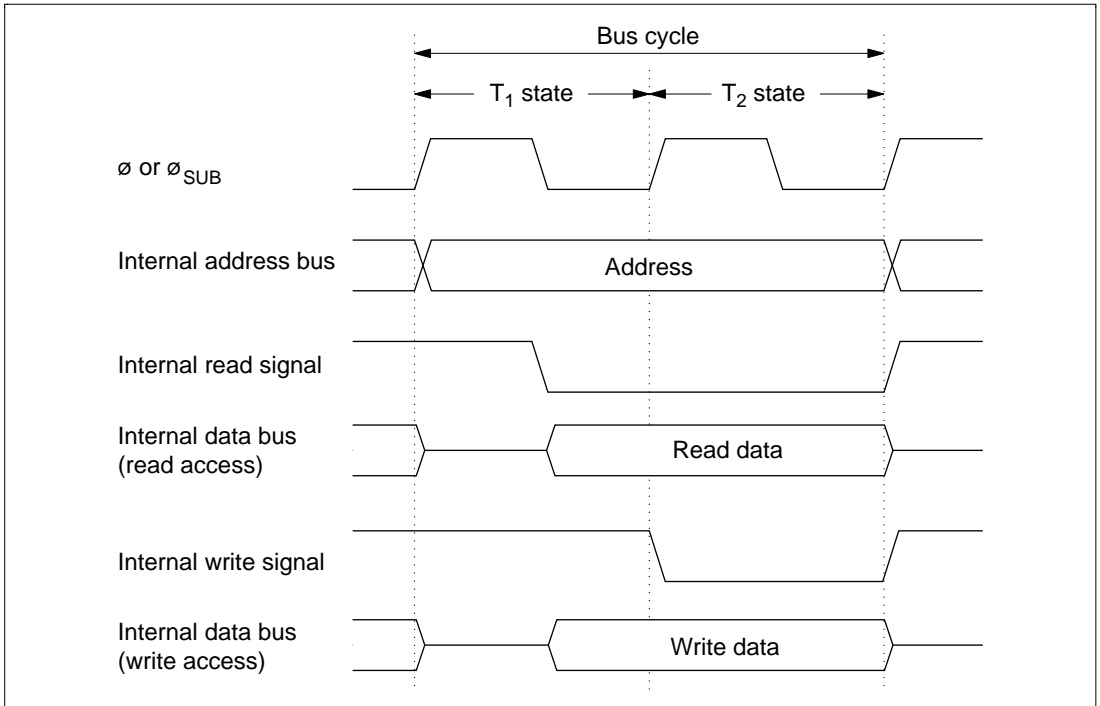 Bus cycle
T1 state
T2 state
ø or øSUB
Internal address bus
Address
Internal read signal
Internal data bus
(read access)
Read data
Internal write signal
Internal data bus
(write access)
Write data